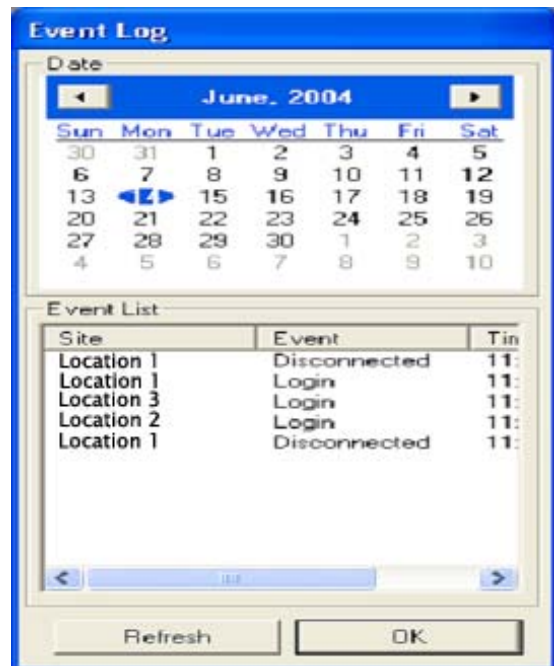 Event Log
Date
June, 2004
Sun Mon Tue Wed Thu Fri Sat
30 31 1 2 3 4 5
6 7 8 9 10 11 12
13 14 15 16 17 18 19
20 21 22 23 24 25 26
27 28 29 30 1 2 3
4 5 6 7 8 9 10
Event List
Site Event Tin
Location 1 Disconnected 11:
Location 1 Login 11:
Location 3 Login 11:
Location 2 Login 11:
Location 1 Disconnected 11:
Refresh OK